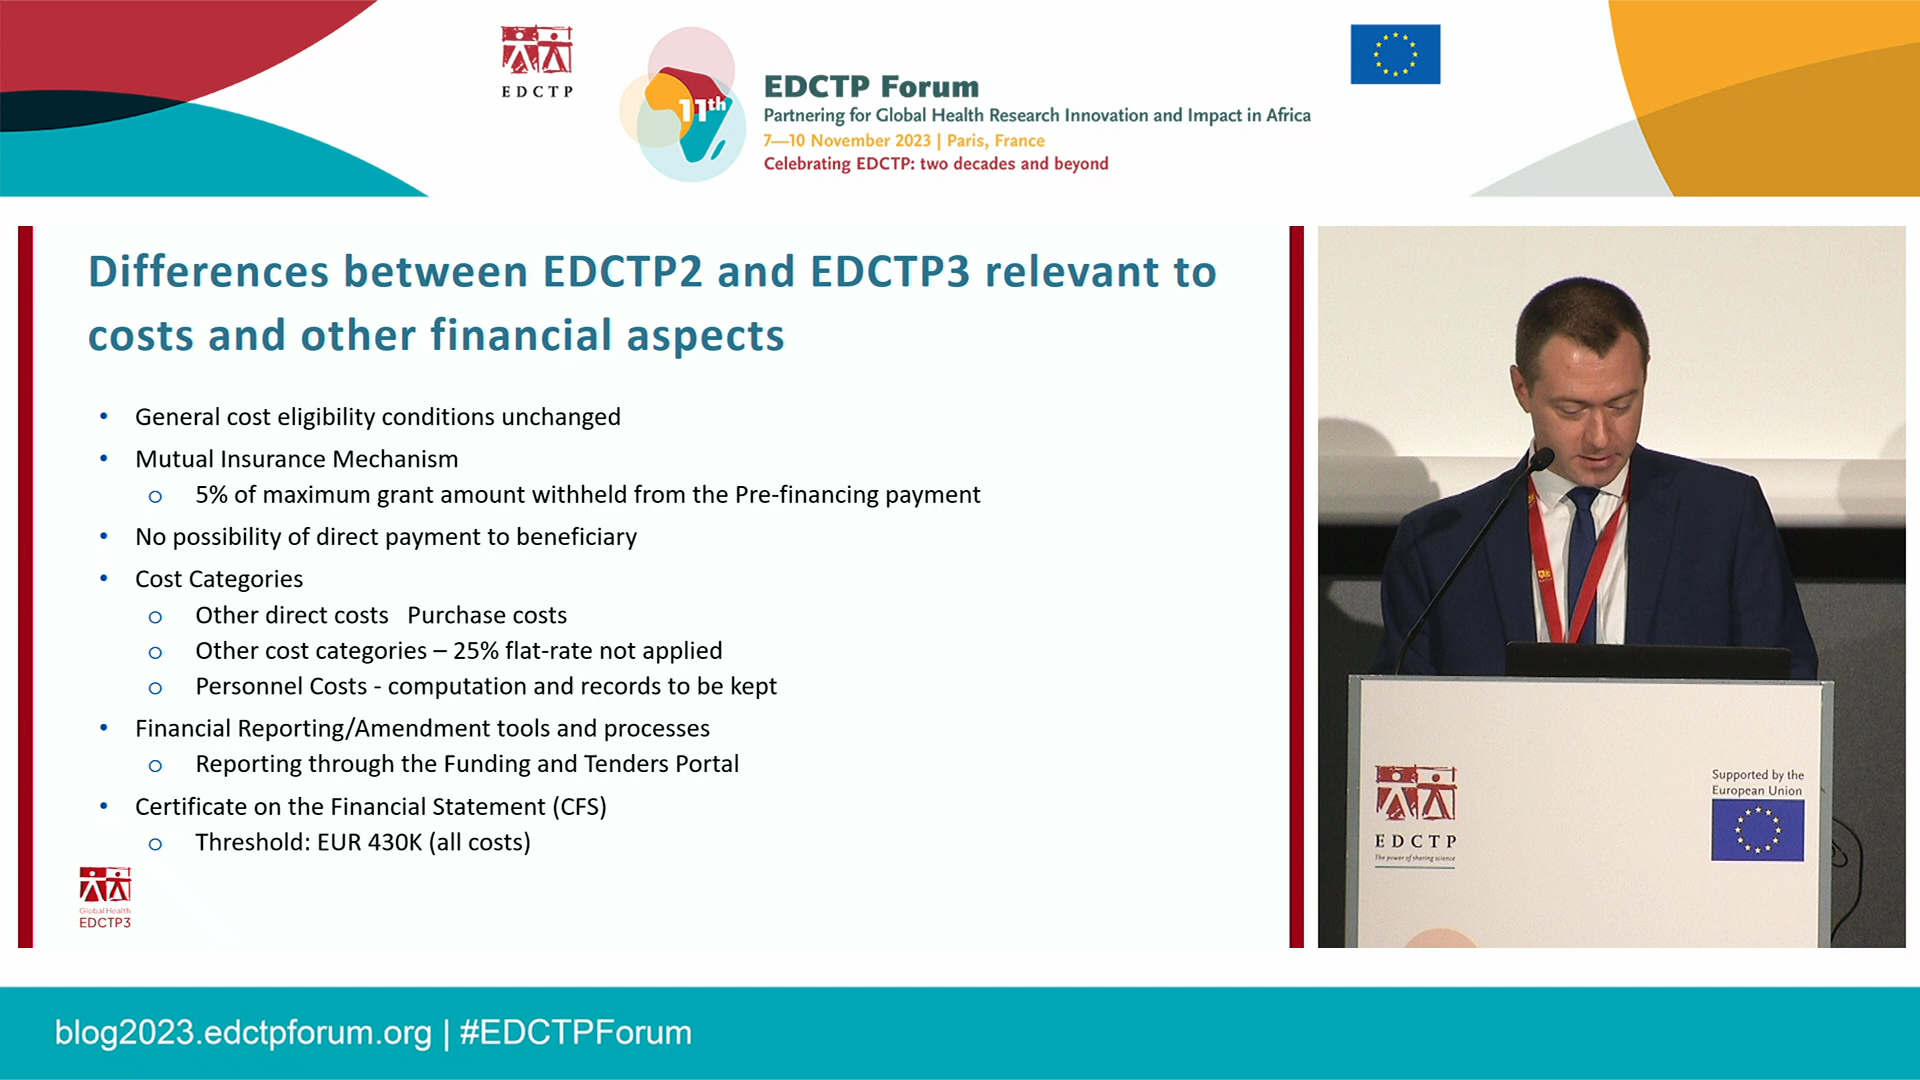 EDCTP
11th
EDCTP Forum
Partnering for Global Health Research Innovation and Impact in Africa
7—10 November 2023 | Paris, France
Celebrating EDCTP: two decades and beyond
Differences between EDCTP2 and EDCTP3 relevant to
costs and other financial aspects
• General cost eligibility conditions unchanged
• Mutual Insurance Mechanism
o 5% of maximum grant amount withheld from the Pre-financing payment
• No possibility of direct payment to beneficiary
• Cost Categories
o Other direct costs Purchase costs
o Other cost categories – 25% flat-rate not applied
o Personnel Costs - computation and records to be kept
• Financial Reporting/Amendment tools and processes
o Reporting through the Funding and Tenders Portal
• Certificate on the Financial Statement (CFS)
o Threshold: EUR 430K (all costs)
Global Health
EDCTP3
Supported by the
European Union
EDCTP
The power of sharing science
blog2023.edctpforum.org | #EDCTPForum